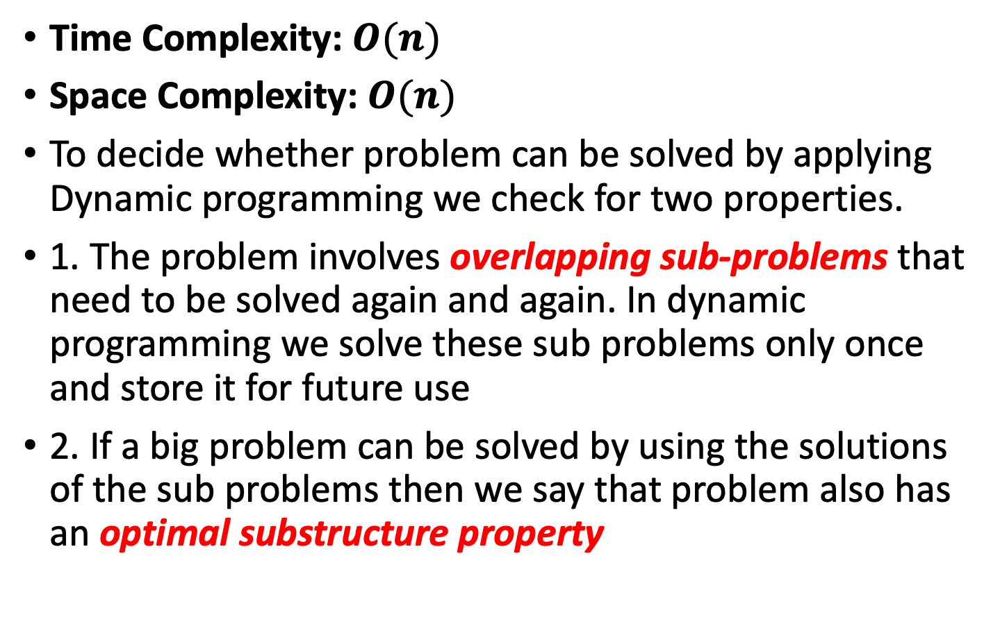 • Time Complexity: O(n)
• Space Complexity: O(n)
• To decide whether problem can be solved by applying
Dynamic programming we check for two properties.
• 1. The problem involves overlapping sub-problems that
need to be solved again and again. In dynamic
programming we solve these sub problems only once
and store it for future use
• 2. If a big problem can be solved by using the solutions
of the sub problems then we say that problem also has
an optimal substructure property